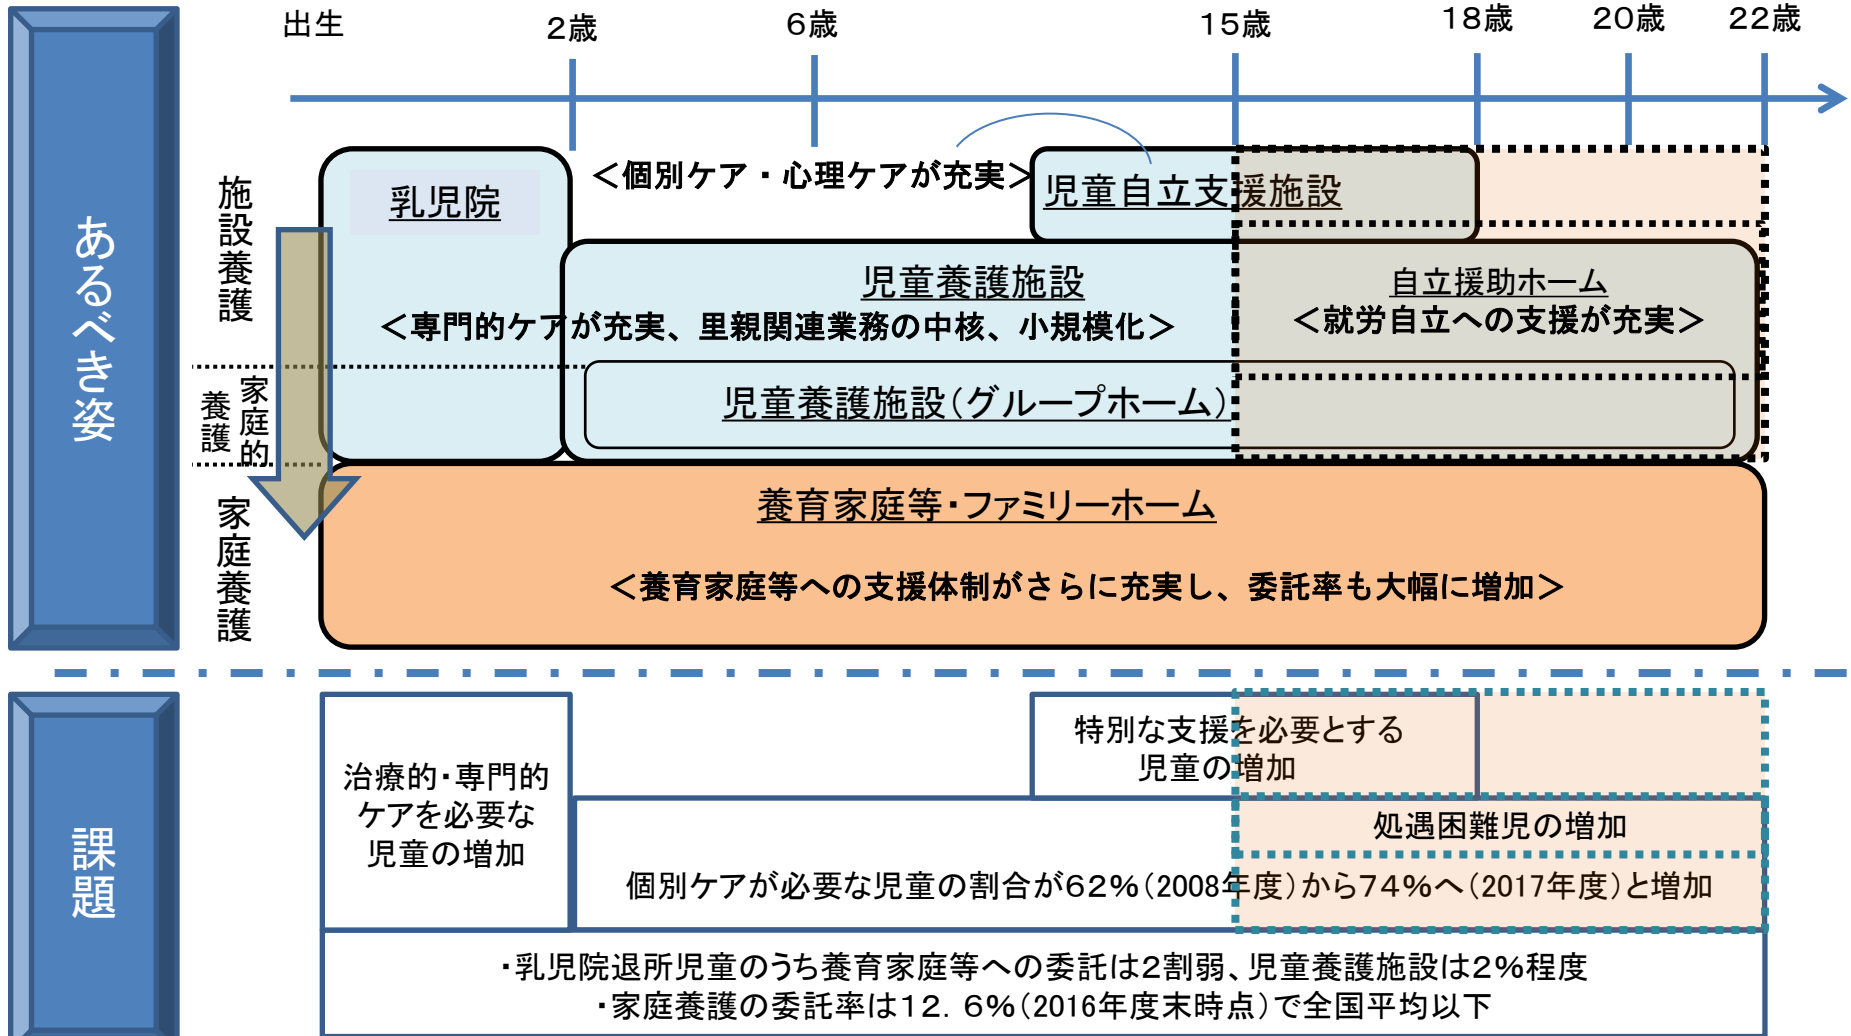 あるべき姿
出生
2歳
6歳
15歳
18歳
20歳
22歳
施設養護
家庭的
養護
家庭養護
乳児院
＜個別ケア・心理ケアが充実＞
児童自立支援施設
児童養護施設
＜専門的ケアが充実、里親関連業務の中核、小規模化＞
自立援助ホーム
＜就労自立への支援が充実＞
児童養護施設（グループホーム）
養育家庭等・ファミリーホーム
＜養育家庭等への支援体制がさらに充実し、委託率も大幅に増加＞
課題
治療的・専門的
ケアを必要な
児童の増加
特別な支援を必要とする
児童の増加
処遇困難児の増加
個別ケアが必要な児童の割合が62％（2008年度）から74％へ（2017年度）と増加
・乳児院退所児童のうち養育家庭等への委託は2割弱、児童養護施設は2％程度
・家庭養護の委託率は12．6％（2016年度末時点）で全国平均以下